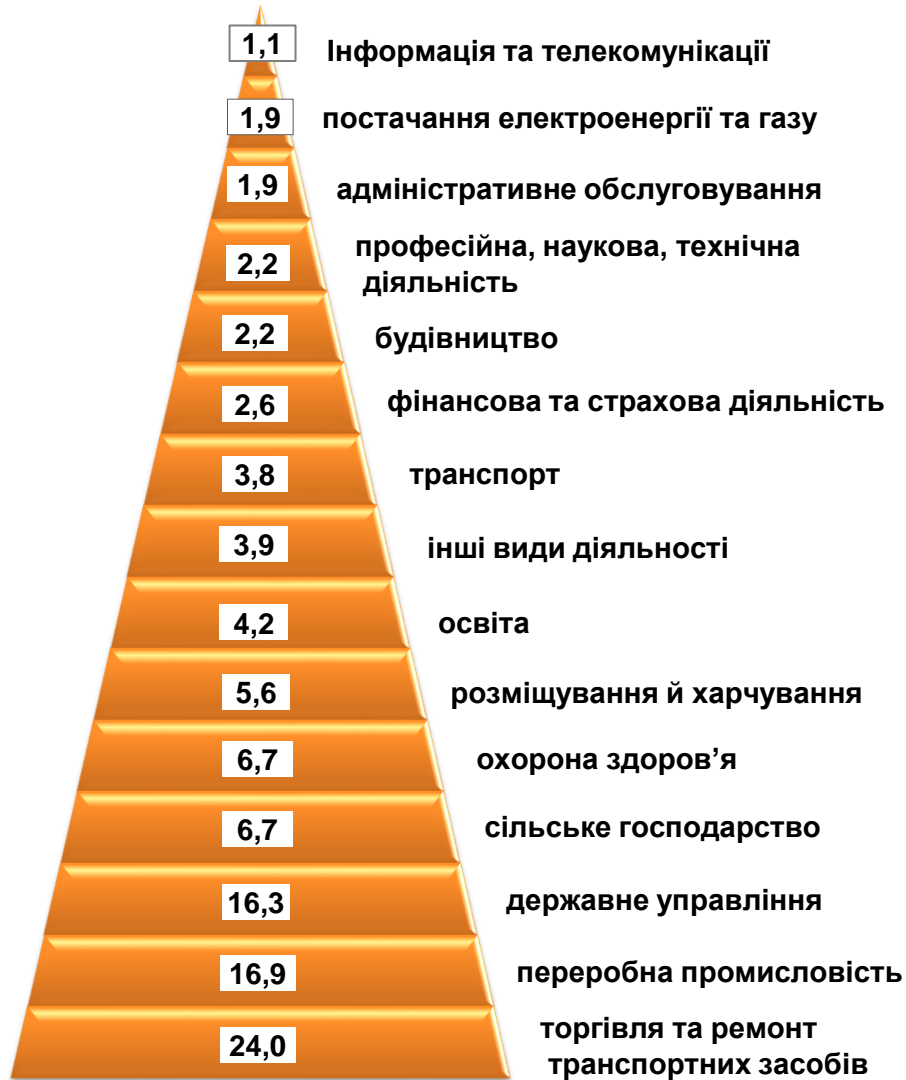 1,1 Інформація та телекомунікації
1,9 постачання електроенергії та газу
1,9 адміністративне обслуговування
2,2 професійна, наукова, технічна
діяльність
2,2 будівництво
2,6 фінансова та страхова діяльність
3,8 транспорт
3,9 інші види діяльності
4,2 освіта
5,6 розміщування й харчування
6,7 охорона здоров’я
6,7 сільське господарство
16,3 державне управління
16,9 переробна промисловість
24,0 торгівля та ремонт
транспортних засобів